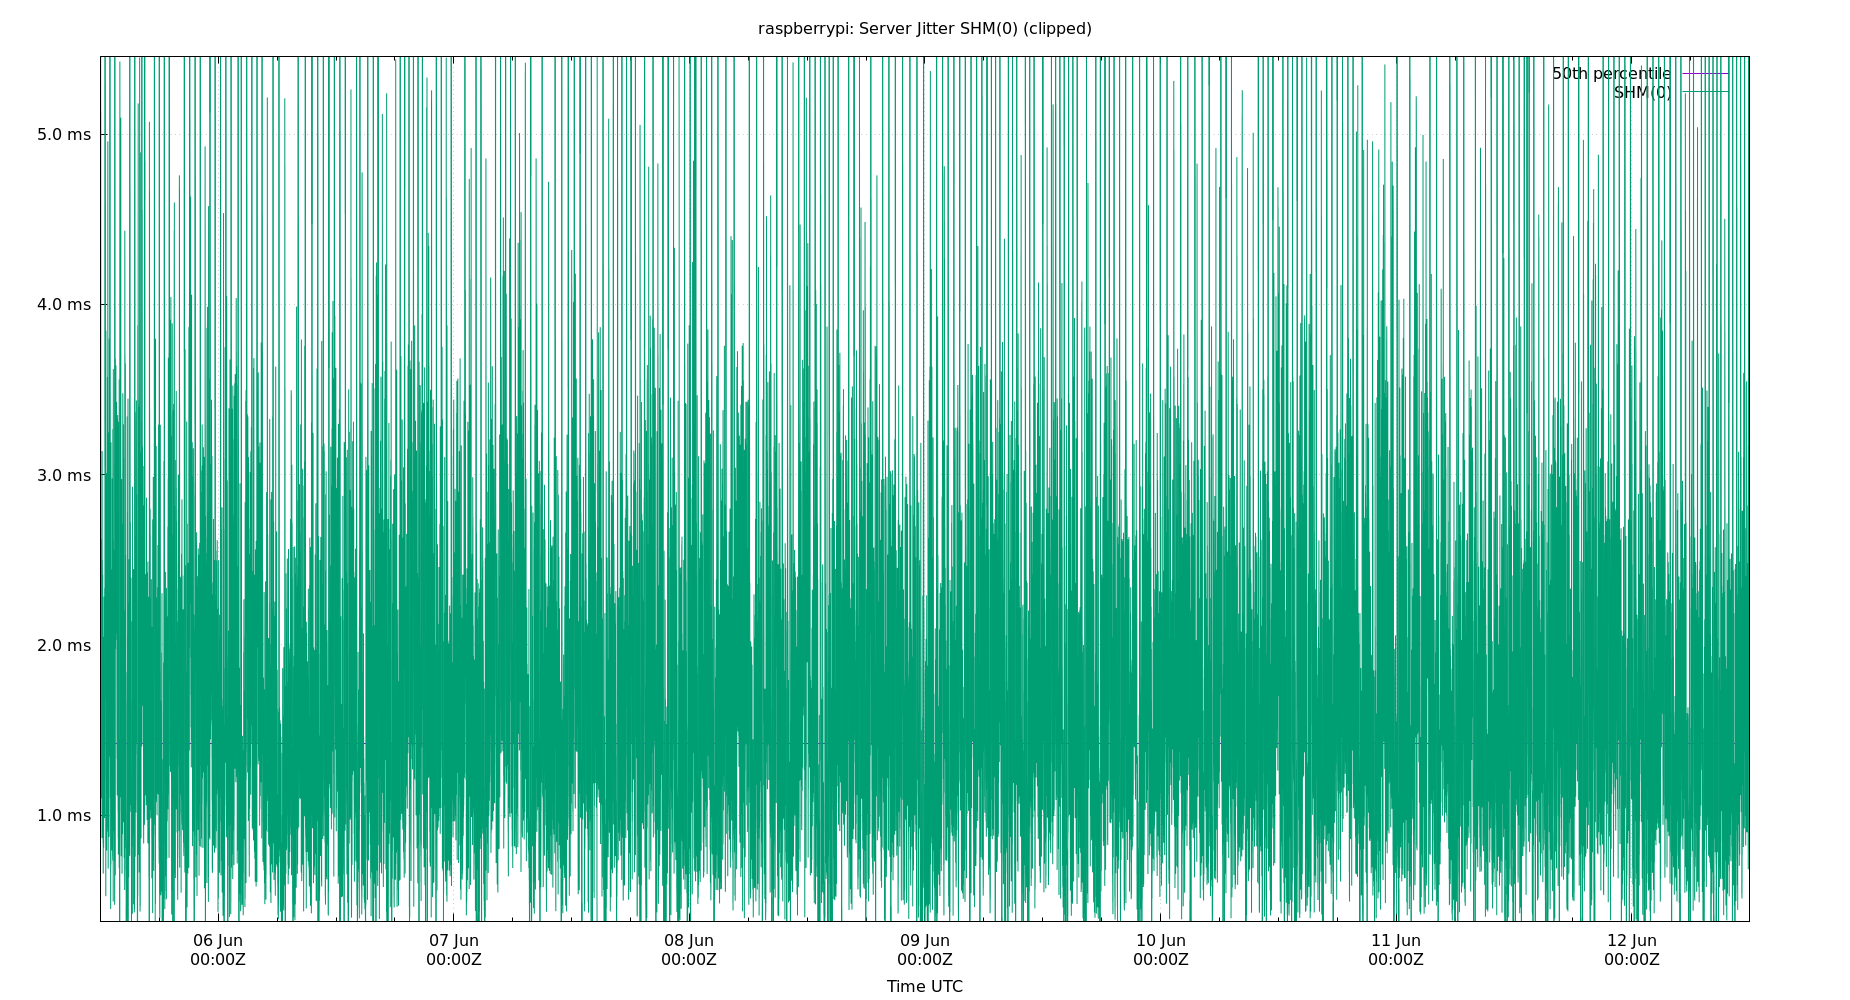 raspberrypi: Server Jitter SHM(0) (clipped)
50th percentile
SHM(0)
5.0 ms
4.0 ms
3.0 ms
2.0 ms
1.0 ms
06 Jun 07 Jun 08 Jun 09 Jun 10 Jun 11 Jun 12 Jun
00:00Z 00:00Z 00:00Z 00:00Z 00:00Z 00:00Z 00:00Z
Time UTC